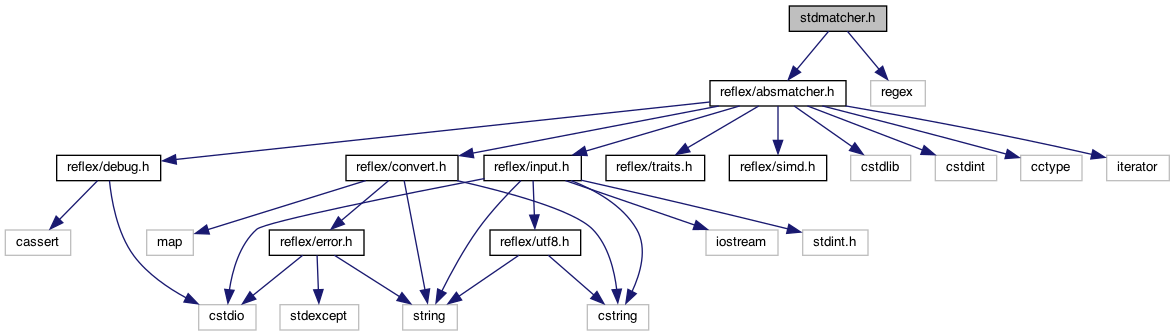 stdmatcher.h
reflex/absmatcher.h
regex
reflex/debug.h
reflex/convert.h
reflex/input.h
reflex/traits.h
reflex/simd.h
cstdlib
cstdint
cctype
iterator
cassert
map
reflex/error.h
reflex/utf8.h
iostream
stdint.h
cstdio
stdexcept
string
cstring